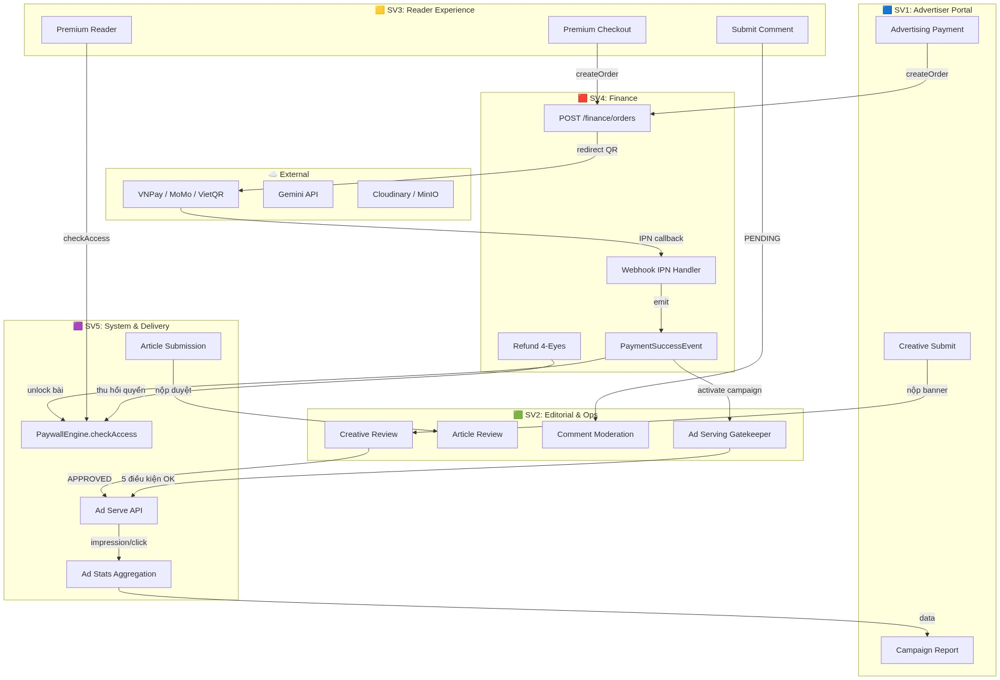 🟨 SV3: Reader Experience
🟦 SV1: Advertiser Portal
Premium Reader
Premium Checkout
Submit Comment
Advertising Payment
createOrder
createOrder
🟥 SV4: Finance
POST /finance/orders
redirect QR
☁️ External
VNPay / MoMo / VietQR
Gemini API
Cloudinary / MinIO
checkAccess
IPN callback
PENDING
Webhook IPN Handler
emit
🟪 SV5: System & Delivery
Article Submission
Refund 4-Eyes
PaymentSuccessEvent
Creative Submit
unlock bài
thu hồi quyền
nộp duyệt
activate campaign
nộp banner
🟩 SV2: Editorial & Ops
PaywallEngine.checkAccess
Creative Review
Article Review
Comment Moderation
Ad Serving Gatekeeper
APPROVED
5 điều kiện OK
Ad Serve API
impression/click
Ad Stats Aggregation
data
Campaign Report